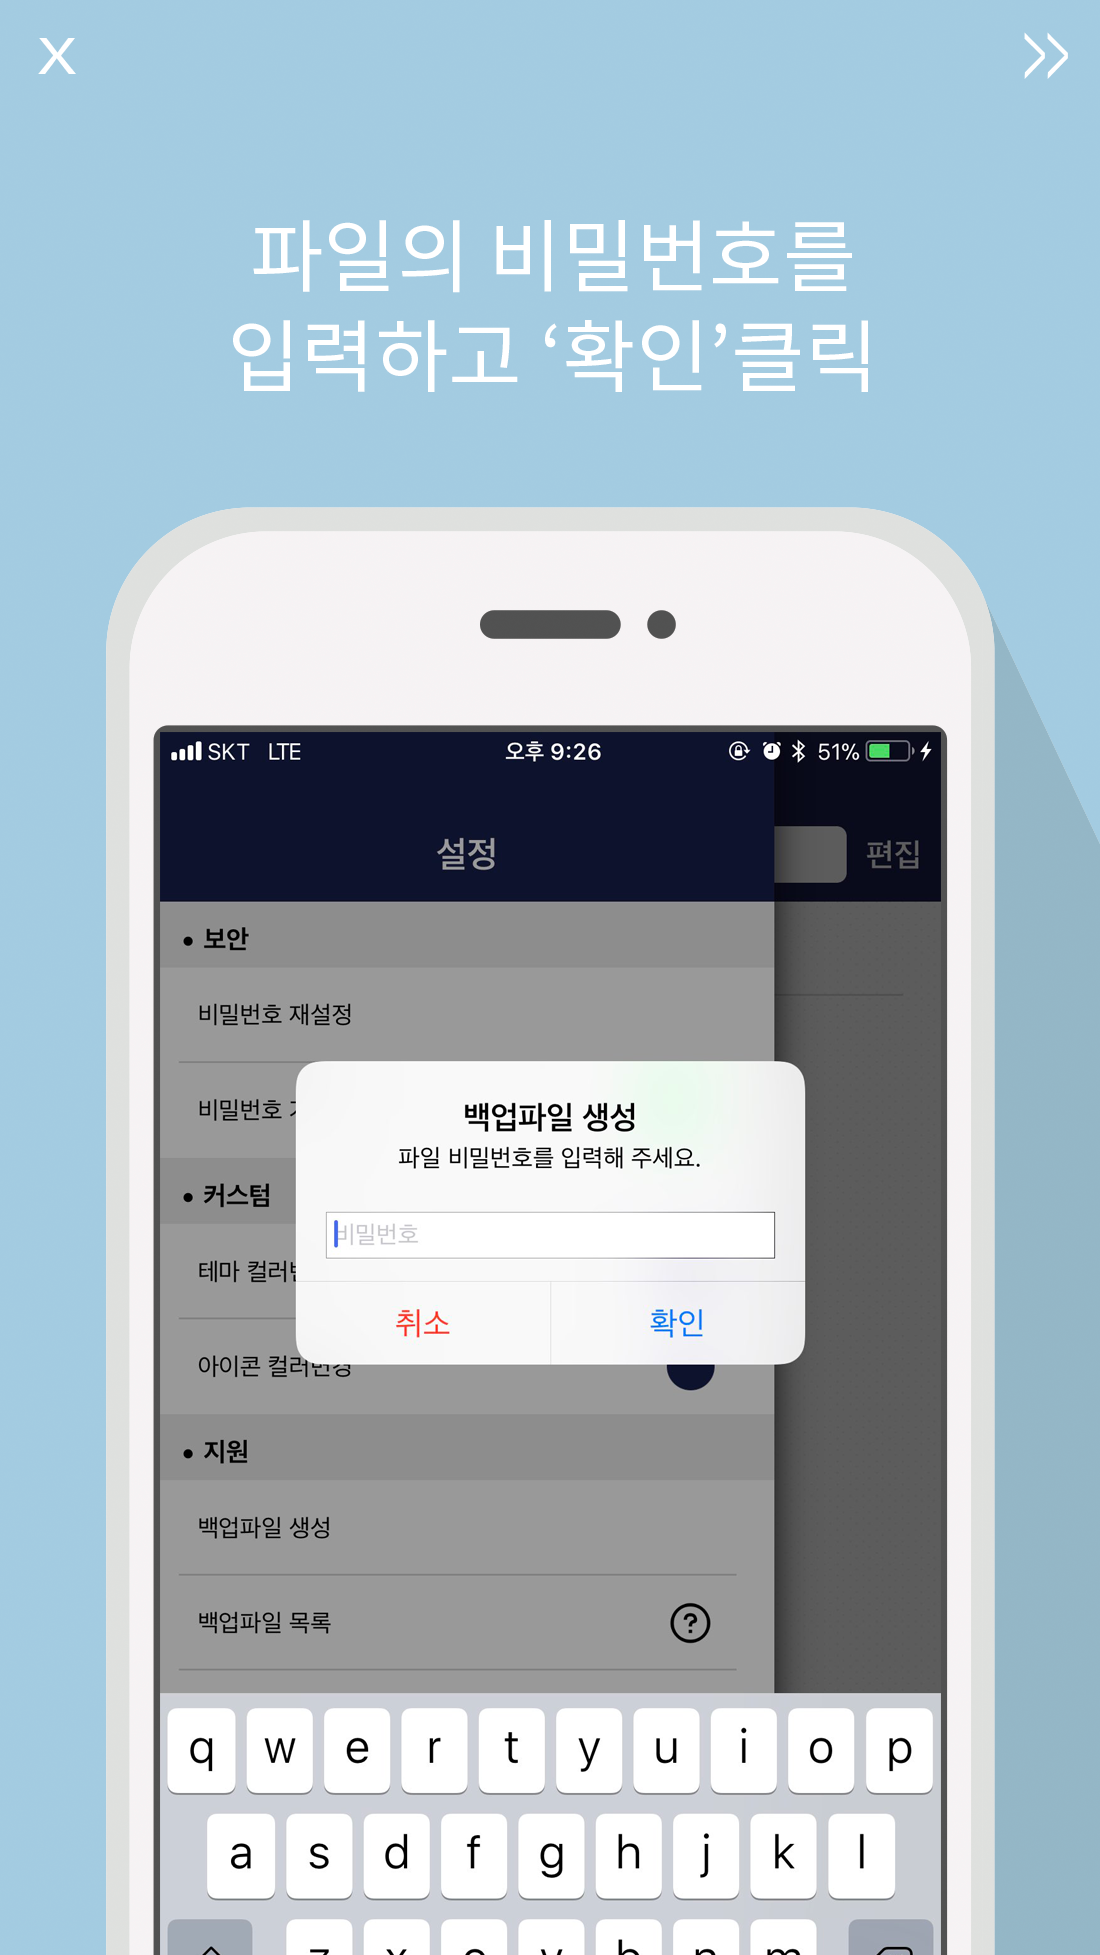 X
파일의 비밀번호를
입력하고 ‘확인’클릭
SKT LTE 오후 9:26 51%
설정 편집
• 보안
비밀번호 재설정
비밀번호
백업파일 생성
파일 비밀번호를 입력해 주세요.
• 커스텀
비밀번호
테마 컬러
취소 확인
아이콘 컬러변경
• 지원
백업파일 생성
백업파일 목록 ?
q w e r t y u i o p
a s d f g h j k l
z x c v b n m